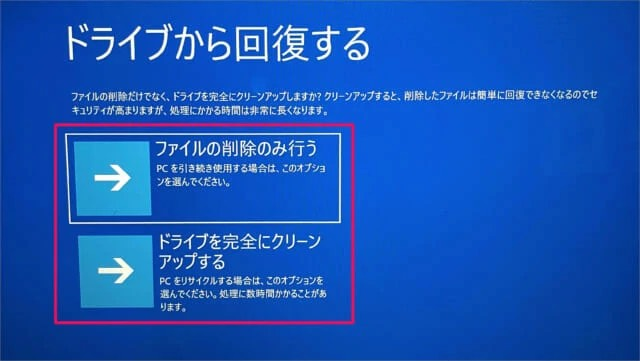 ドライブから回復する
ファイルの削除だけでなく、ドライブを完全にクリーンアップしますか? クリーンアップすると、削除したファイルは簡単に回復できなくなるのでセ
キュリティが高まりますが、処理にかかる時間は非常に長くなります。
ファイルの削除のみ行う
PC を引き続き使用する場合は、このオプショ
ンを選んでください。
ドライブを完全にクリーン
アップする
PC をリサイクルする場合は、このオプションを
選んでください。処理に数時間かかることがあ
ります。